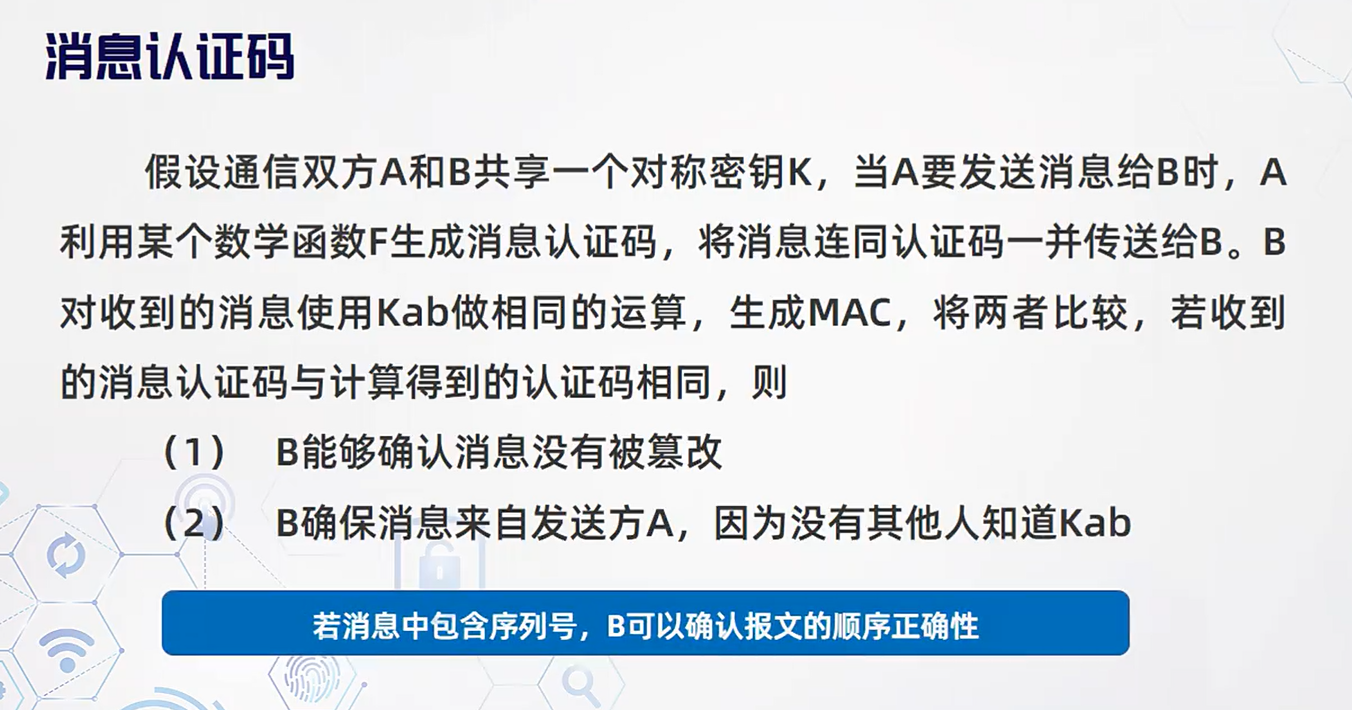 消息认证码
假设通信双方A和B共享一个对称密钥K，当A要发送消息给B时，A
利用某个数学函数F生成消息认证码，将消息连同认证码一并传送给B。B
对收到的消息使用Kab做相同的运算，生成MAC，将两者比较，若收到
的消息认证码与计算得到的认证码相同，则
（1） B能够确认消息没有被篡改
（2） B确保消息来自发送方A，因为没有其他人知道Kab
若消息中包含序列号，B可以确认报文的顺序正确性